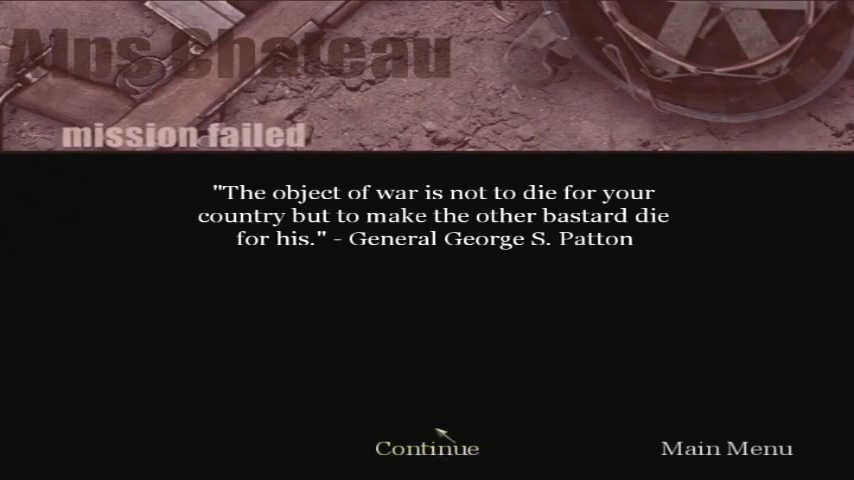 Alps Chateau
mission failed
"The object of war is not to die for your
country but to make the other bastard die
for his." - General George S. Patton
Continue
Main Menu